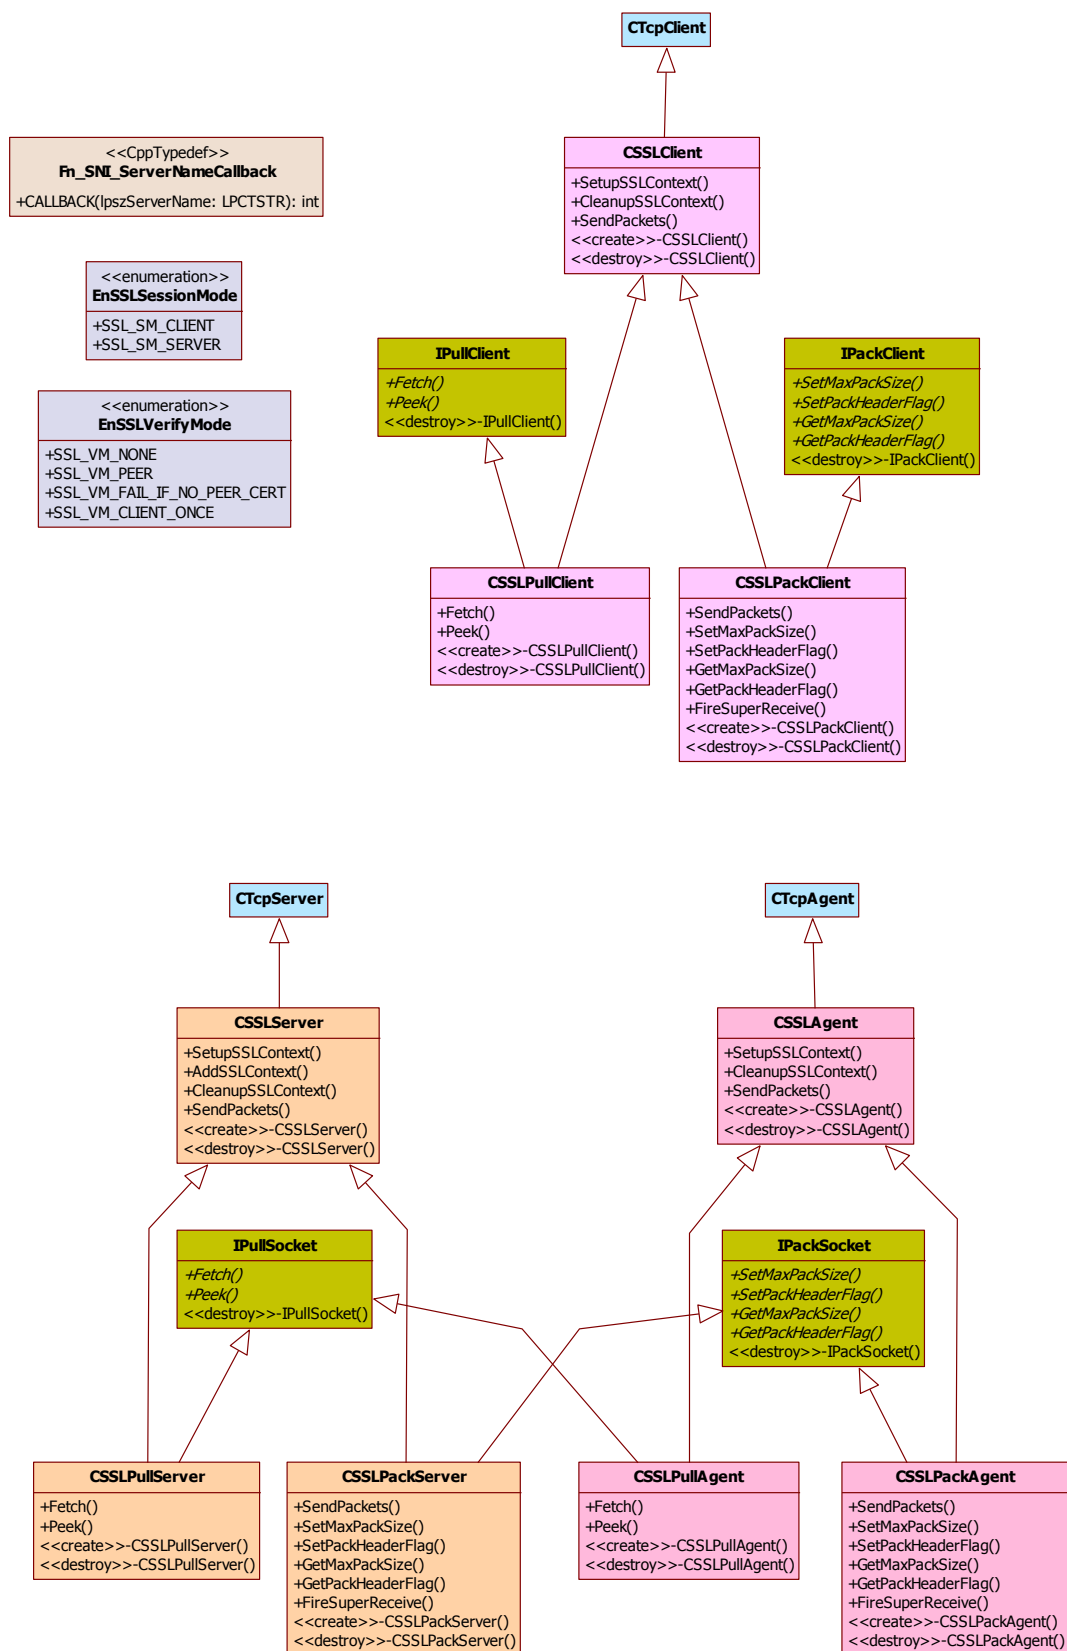 CTcpClient
<<CppTypedef>>
Fn_SNI_ServerNameCallback
+CALLBACK(lpszServerName: LPCTSTR): int
CSSLClient
+SetupSSLContext()
+CleanupSSLContext()
+SendPackets()
<<create>>-CSSLClient()
<<destroy>>-CSSLClient()
<<enumeration>>
EnSSLSessionMode
+SSL_SM_CLIENT
+SSL_SM_SERVER
<<enumeration>>
EnSSLVerifyMode
+SSL_VM_NONE
+SSL_VM_PEER
+SSL_VM_FAIL_IF_NO_PEER_CERT
+SSL_VM_CLIENT_ONCE
IPullClient
+Fetch()
+Peek()
<<destroy>>-IPullClient()
IPackClient
+SetMaxPackSize()
+SetPackHeaderFlag()
+GetMaxPackSize()
+GetPackHeaderFlag()
<<destroy>>-IPackClient()
CSSLPullClient
+Fetch()
+Peek()
<<create>>-CSSLPullClient()
<<destroy>>-CSSLPullClient()
CSSLPackClient
+SendPackets()
+SetMaxPackSize()
+SetPackHeaderFlag()
+GetMaxPackSize()
+GetPackHeaderFlag()
+FireSuperReceive()
<<create>>-CSSLPackClient()
<<destroy>>-CSSLPackClient()
CTcpServer
CTcpAgent
CSSLServer
+SetupSSLContext()
+AddSSLContext()
+CleanupSSLContext()
+SendPackets()
<<create>>-CSSLServer()
<<destroy>>-CSSLServer()
CSSLAgent
+SetupSSLContext()
+CleanupSSLContext()
+SendPackets()
<<create>>-CSSLAgent()
<<destroy>>-CSSLAgent()
IPullSocket
+Fetch()
+Peek()
<<destroy>>-IPullSocket()
IPackSocket
+SetMaxPackSize()
+SetPackHeaderFlag()
+GetMaxPackSize()
+GetPackHeaderFlag()
<<destroy>>-IPackSocket()
CSSLPullServer
+Fetch()
+Peek()
<<create>>-CSSLPullServer()
<<destroy>>-CSSLPullServer()
CSSLPackServer
+SendPackets()
+SetMaxPackSize()
+SetPackHeaderFlag()
+GetMaxPackSize()
+GetPackHeaderFlag()
+FireSuperReceive()
<<create>>-CSSLPackServer()
<<destroy>>-CSSLPackServer()
CSSLPullAgent
+Fetch()
+Peek()
<<create>>-CSSLPullAgent()
<<destroy>>-CSSLPullAgent()
CSSLPackAgent
+SendPackets()
+SetMaxPackSize()
+SetPackHeaderFlag()
+GetMaxPackSize()
+GetPackHeaderFlag()
+FireSuperReceive()
<<create>>-CSSLPackAgent()
<<destroy>>-CSSLPackAgent()